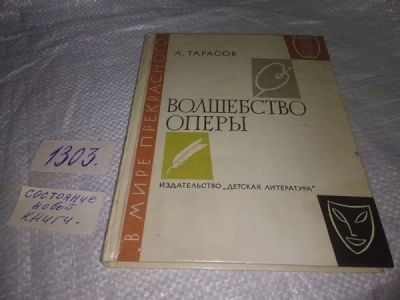 В МИРЕ ПРЕКРАСНОГО
Л. ТАРАСОВ
ВОЛШЕБСТВО
ОПЕРЫ
ИЗДАТЕЛЬСТВО „ДЕТСКАЯ ЛИТЕРАТУРА"
1303.
СОСТОЯНИЕ
НОВОЙ
КНИГИ.